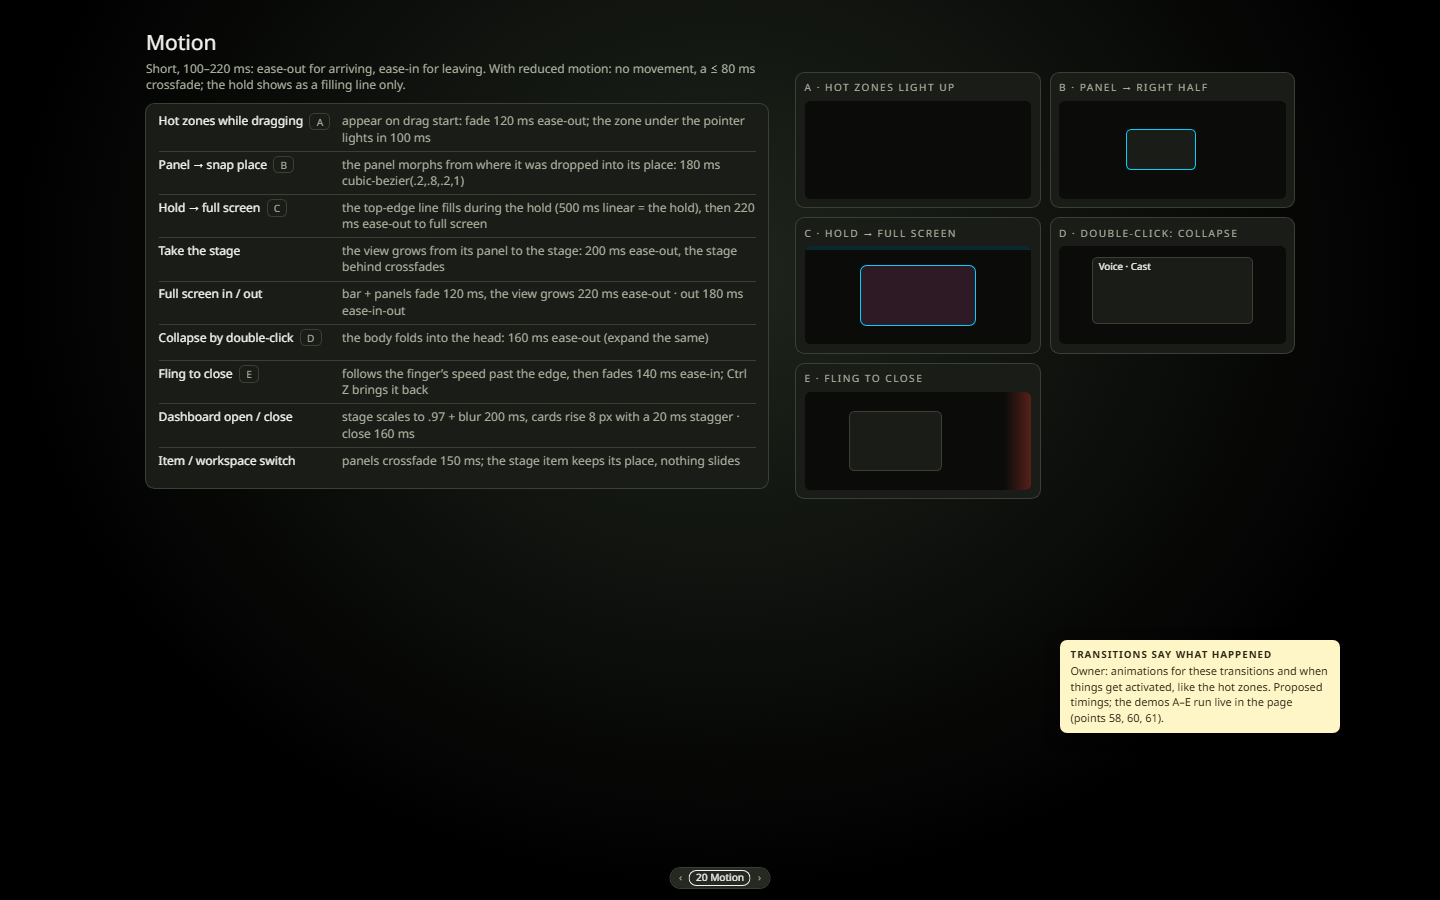 Motion
Short, 100–220 ms: ease-out for arriving, ease-in for leaving. With reduced motion: no movement, a ≤ 80 ms
crossfade; the hold shows as a filling line only.
Hot zones while dragging A appear on drag start: fade 120 ms ease-out; the zone under the pointer
lights in 100 ms
Panel → snap place B the panel morphs from where it was dropped into its place: 180 ms
cubic-bezier(.2,.8,.2,1)
Hold → full screen C the top-edge line fills during the hold (500 ms linear = the hold), then 220
ms ease-out to full screen
Take the stage the view grows from its panel to the stage: 200 ms ease-out, the stage
behind crossfades
Full screen in / out bar + panels fade 120 ms, the view grows 220 ms ease-out · out 180 ms
ease-in-out
Collapse by double-click D the body folds into the head: 160 ms ease-out (expand the same)
Fling to close E follows the finger’s speed past the edge, then fades 140 ms ease-in; Ctrl
Z brings it back
Dashboard open / close stage scales to .97 + blur 200 ms, cards rise 8 px with a 20 ms stagger ·
close 160 ms
Item / workspace switch panels crossfade 150 ms; the stage item keeps its place, nothing slides
A · HOT ZONES LIGHT UP
B · PANEL → RIGHT HALF
C · HOLD → FULL SCREEN
D · DOUBLE-CLICK: COLLAPSE
Voice · Cast
E · FLING TO CLOSE
TRANSITIONS SAY WHAT HAPPENED
Owner: animations for these transitions and when
things get activated, like the hot zones. Proposed
timings; the demos A–E run live in the page
(points 58, 60, 61).
‹ 20 Motion ›